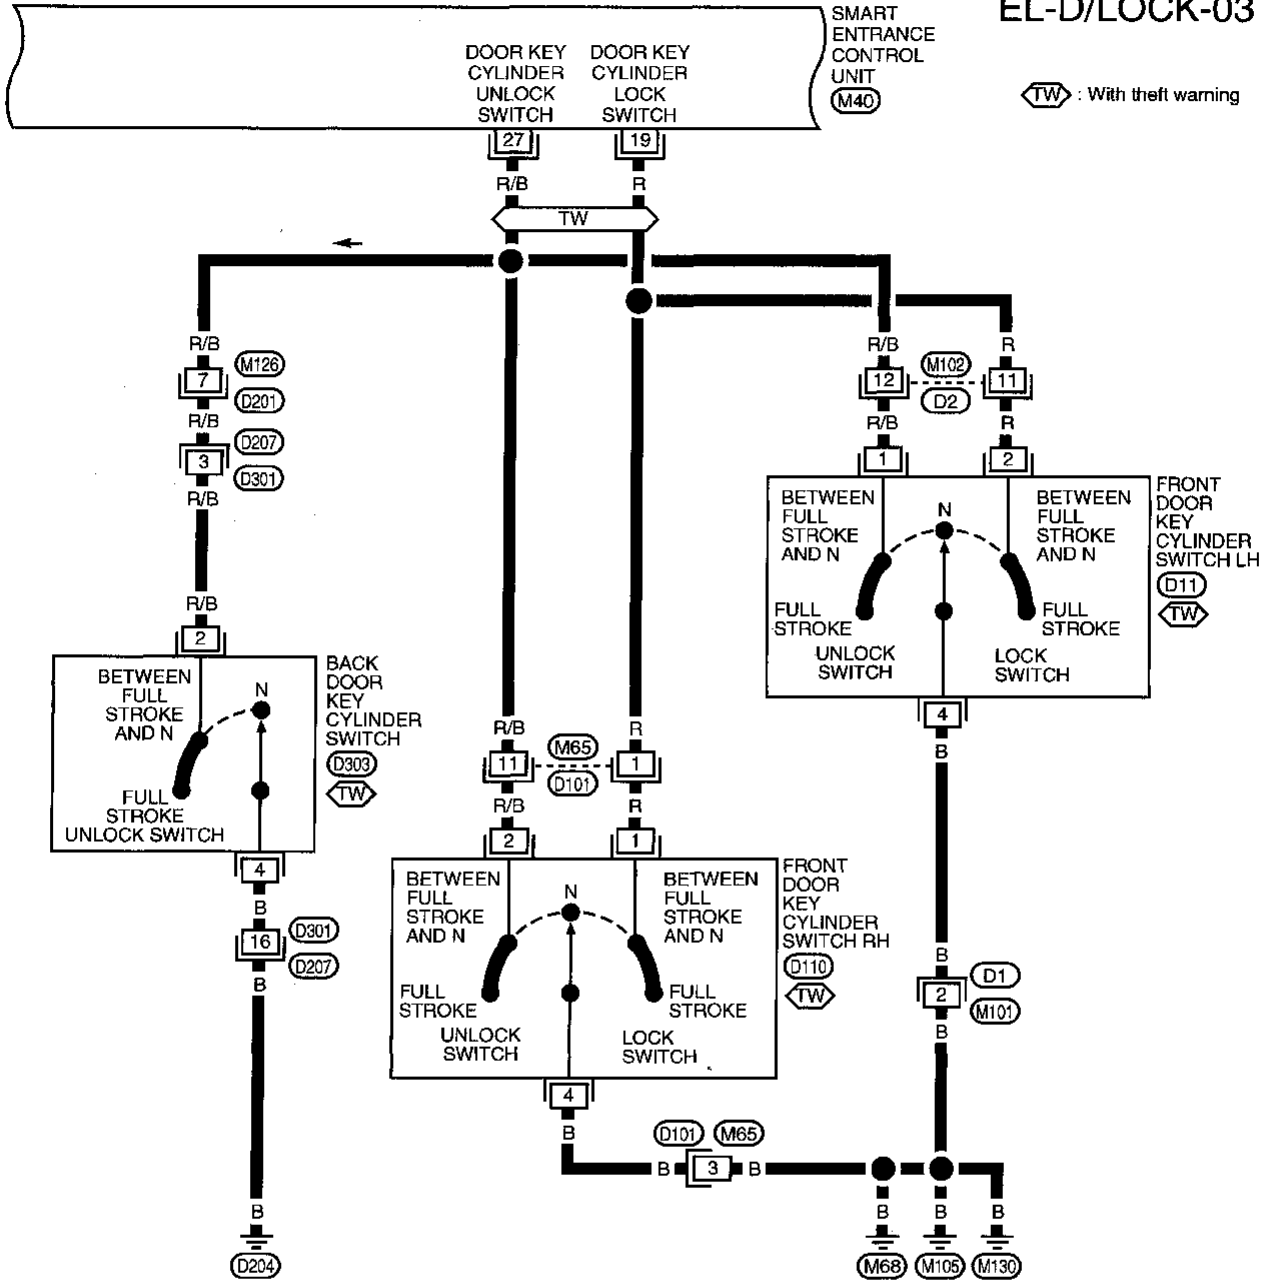 EL-D/LOCK-03
SMART
ENTRANCE
CONTROL
UNIT
M40
TW : With theft warning
DOOR KEY
CYLINDER
UNLOCK
SWITCH
DOOR KEY
CYLINDER
LOCK
SWITCH
27
19
R/B
R
TW
R/B
R/B
R
7
M126
D201
12
M102
D2
11
R/B
R/B
R
3
D207
D301
1
2
R/B
R/B
2
BETWEEN
FULL
STROKE
AND N
N
BETWEEN
FULL
STROKE
AND N
FULL
STROKE
FULL
STROKE
UNLOCK
SWITCH
LOCK
SWITCH
FRONT
DOOR
KEY
CYLINDER
SWITCH LH
D11
TW
4
B
B
2
D1
M101
B
BETWEEN
FULL
STROKE
AND N
N
FULL
STROKE
UNLOCK SWITCH
BACK
DOOR
KEY
CYLINDER
SWITCH
D303
TW
4
B
16
D301
D207
B
B
D204
R/B
R
11
M65
D101
1
R/B
R
2
1
BETWEEN
FULL
STROKE
AND N
N
BETWEEN
FULL
STROKE
AND N
FULL
STROKE
FULL
STROKE
UNLOCK
SWITCH
LOCK
SWITCH
FRONT
DOOR
KEY
CYLINDER
SWITCH RH
D110
TW
4
B
D101
M65
B
3
B
B
B
B
M68
M105
M130